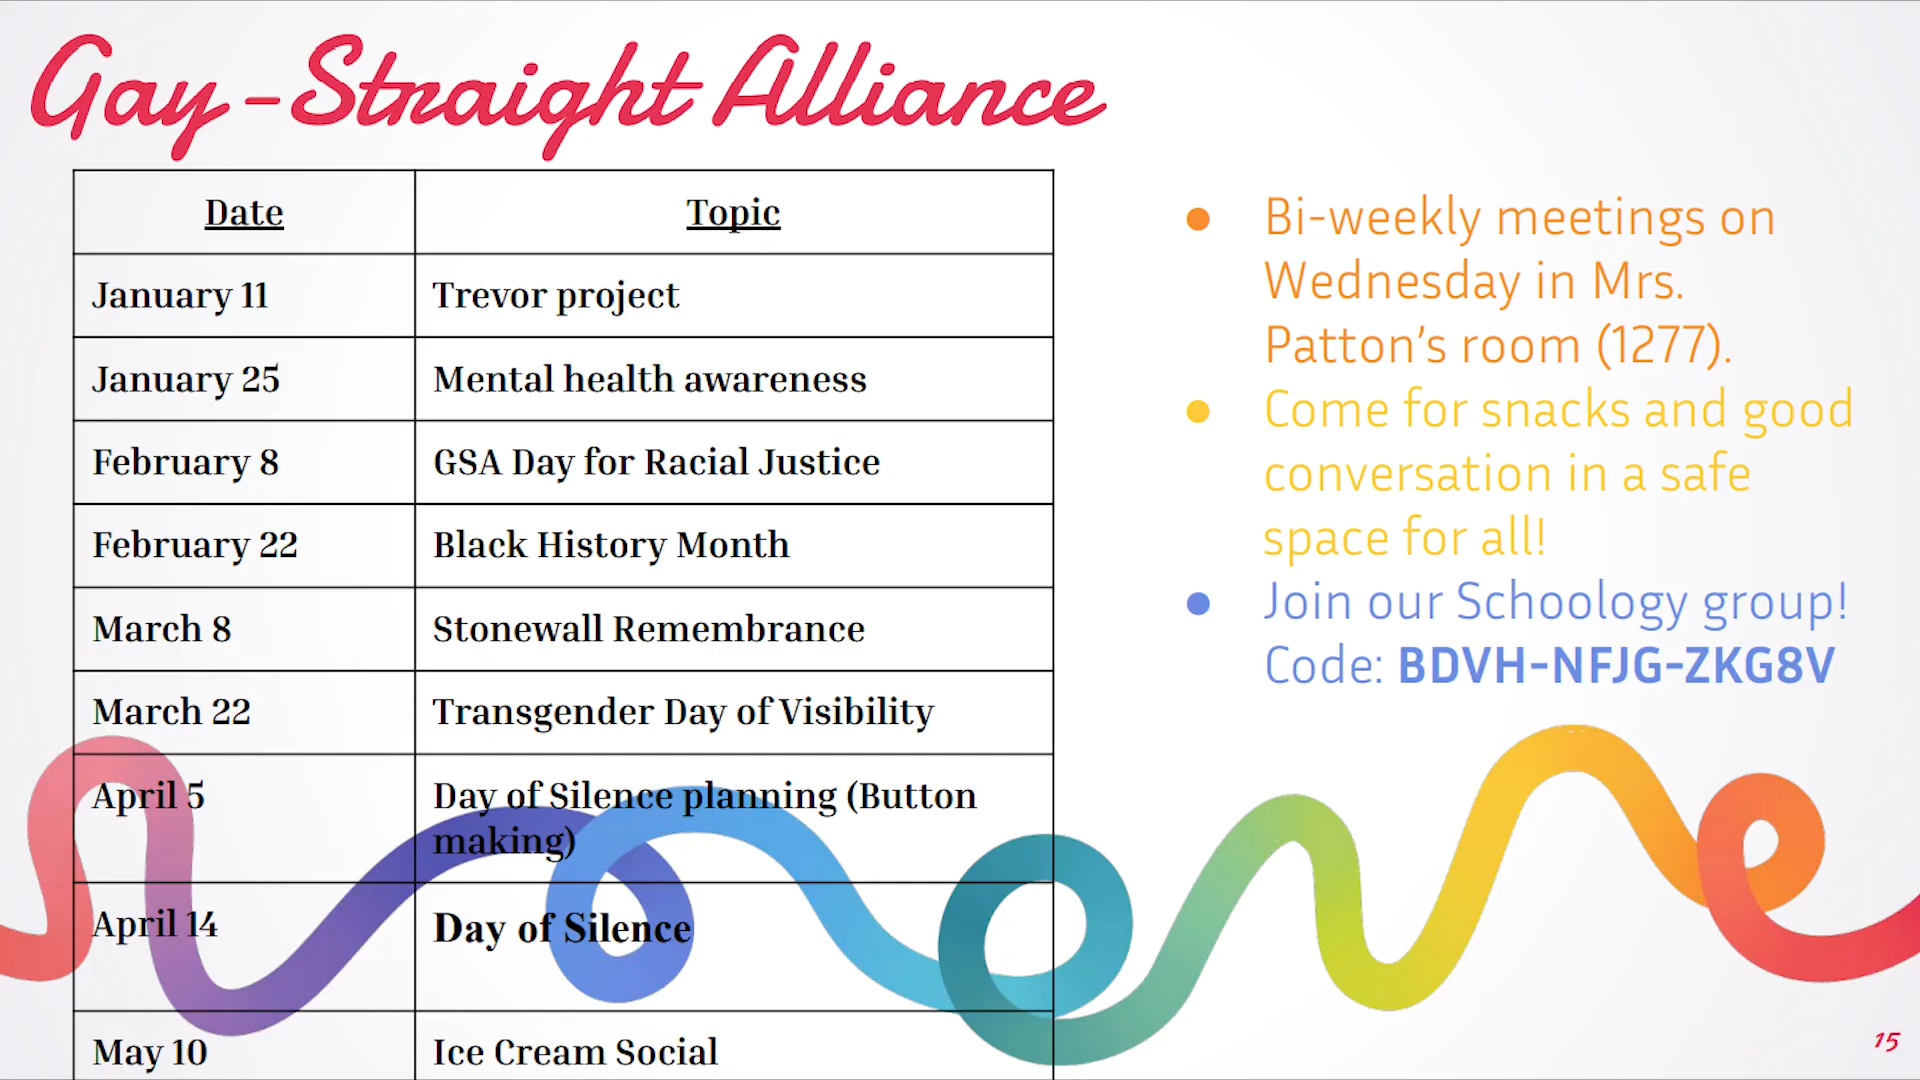 Gay-Straight Alliance
Date Topic
January 11 Trevor project
January 25 Mental health awareness
February 8 GSA Day for Racial Justice
February 22 Black History Month
March 8 Stonewall Remembrance
March 22 Transgender Day of Visibility
April 5 Day of Silence planning (Button
making)
April 14 Day of Silence
May 10 Ice Cream Social
● Bi-weekly meetings on
Wednesday in Mrs.
Patton's room (1277).
● Come for snacks and good
conversation in a safe
space for all!
● Join our Schoology group!
Code: BDVH-NFJG-ZKG8V
15